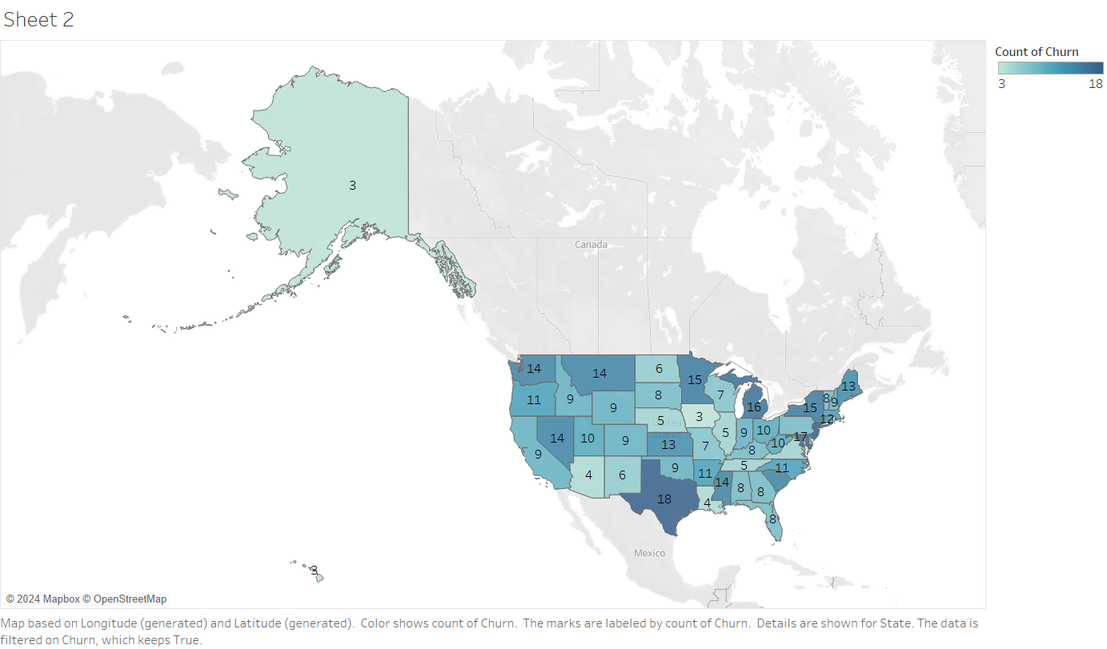 Sheet 2
Count of Churn
3 18
3
Canada
14 14 6 15 7 16 15 8 9 13
11 9 9 8 3 12
5 5 9 10 17
9 14 10 9 13 7 8 10
4 6 9 11 5 11
18 4 14 8 8
8
Mexico
3
© 2024 Mapbox © OpenStreetMap
Map based on Longitude (generated) and Latitude (generated).  Color shows count of Churn.  The marks are labeled by count of Churn.  Details are shown for State. The data is
filtered on Churn, which keeps True.